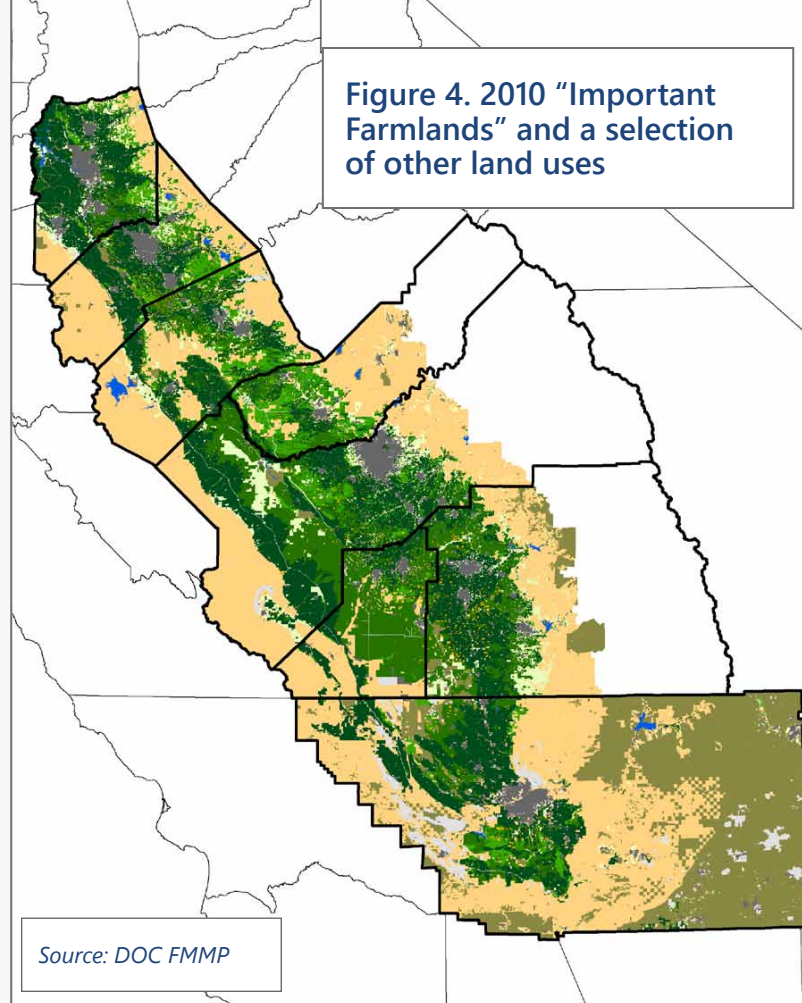 Figure 4. 2010 “Important
Farmlands” and a selection
of other land uses
Source: DOC FMMP